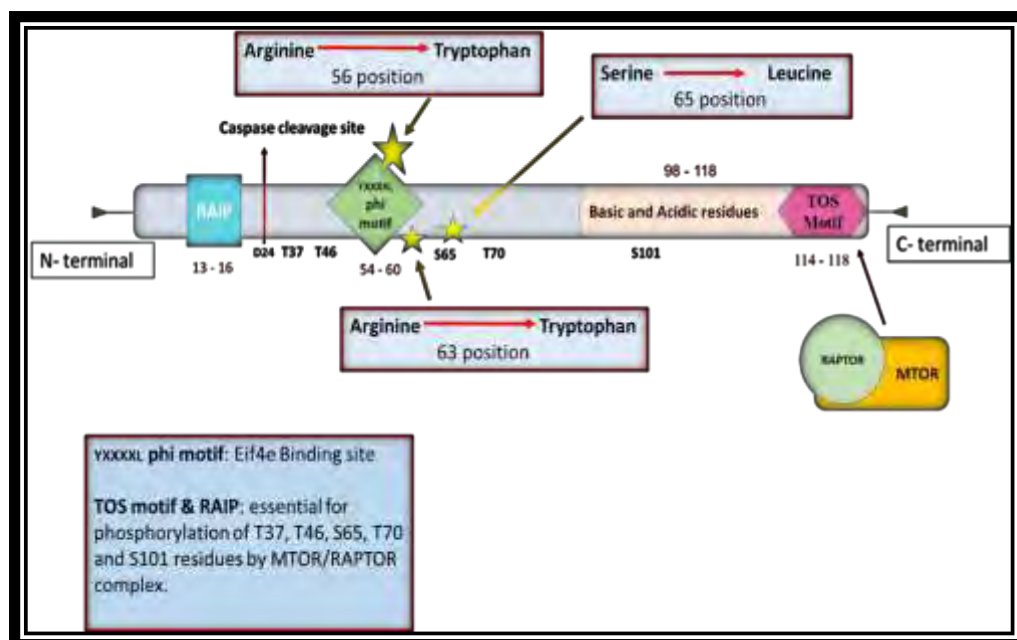 Arginine Tryptophan
56 position
Serine Leucine
65 position
Caspase cleavage site
98 - 118
RAIP
YXXXXL
phi
motif
Basic and Acidic residues
TOS
Motif
N- terminal
C- terminal
13 - 16
D24 T37 T46
54 - 60
S65 T70
S101
114 - 118
Arginine Tryptophan
63 position
RAPTOR
MTOR
YXXXXL phi motif: Eif4e Binding site
TOS motif & RAIP: essential for
phosphorylation of T37, T46, S65, T70
and S101 residues by MTOR/RAPTOR
complex.